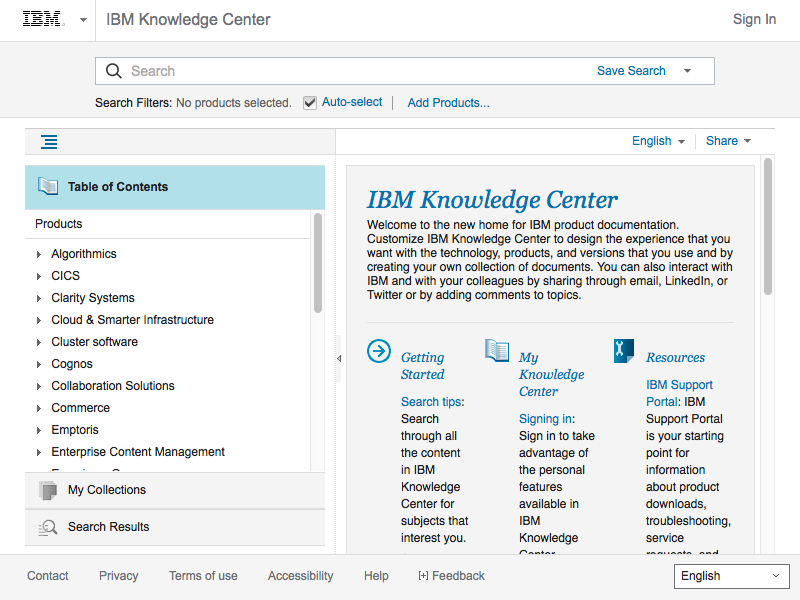 IBM IBM Knowledge Center Sign In
Search Save Search
Search Filters: No products selected. Auto-select Add Products...
English Share
Table of Contents
Products
Algorithmics
CICS
Clarity Systems
Cloud & Smarter Infrastructure
Cluster software
Cognos
Collaboration Solutions
Commerce
Emptoris
Enterprise Content Management
My Collections
Search Results
IBM Knowledge Center
Welcome to the new home for IBM product documentation.
Customize IBM Knowledge Center to design the experience that you
want with the technology, products, and versions that you use and by
creating your own collection of documents. You can also interact with
IBM and with your colleagues by sharing through email, LinkedIn, or
Twitter or by adding comments to topics.
Getting
Started
Search tips:
Search
through all
the content
in IBM
Knowledge
Center for
subjects that
interest you.
My
Knowledge
Center
Signing in:
Sign in to take
advantage of
the personal
features
available in
IBM
Knowledge
Center
Resources
IBM Support
Portal: IBM
Support Portal
is your starting
point for
information
about product
downloads,
troubleshooting,
service
requests, and
Contact Privacy Terms of use Accessibility Help [+] Feedback
English